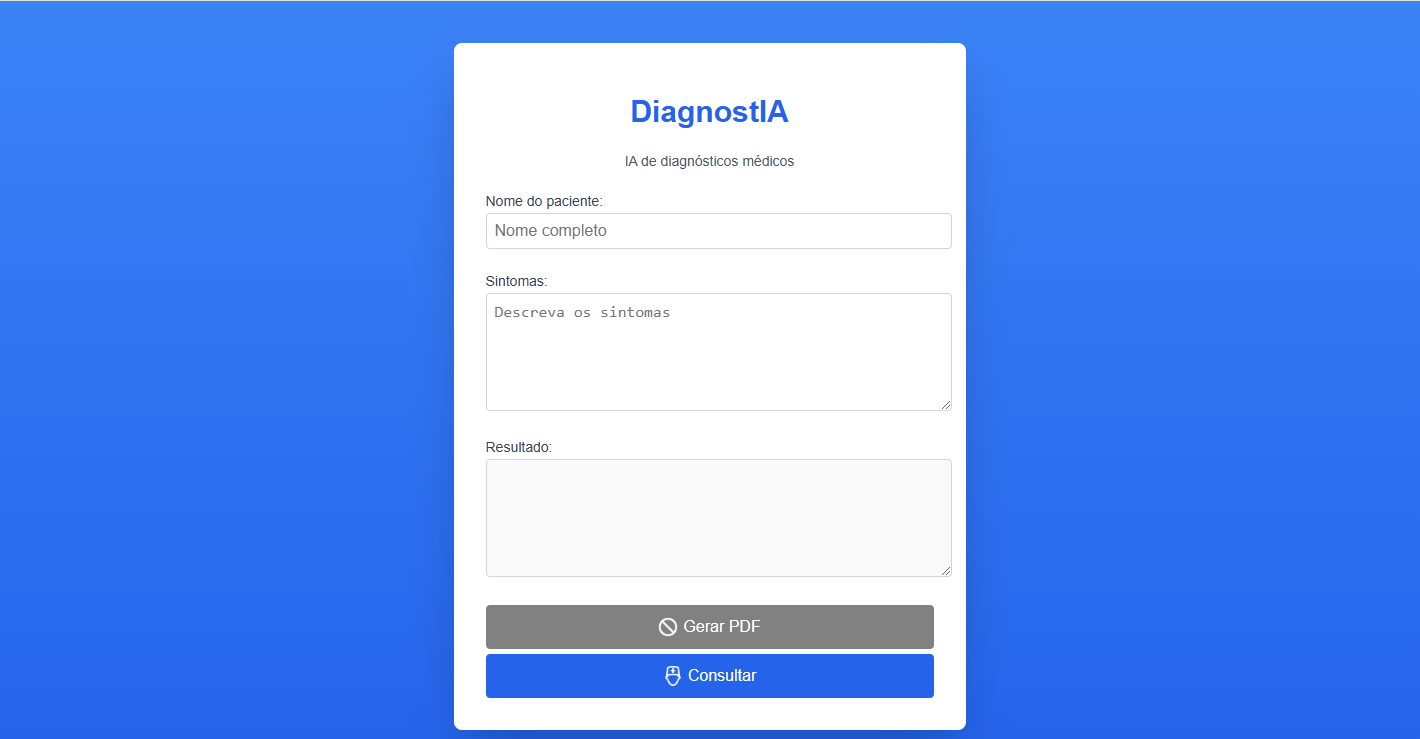 DiagnostIA
IA de diagnósticos médicos
Nome do paciente:
Nome completo
Sintomas:
Descreva os sintomas
Resultado:
Gerar PDF
Consultar